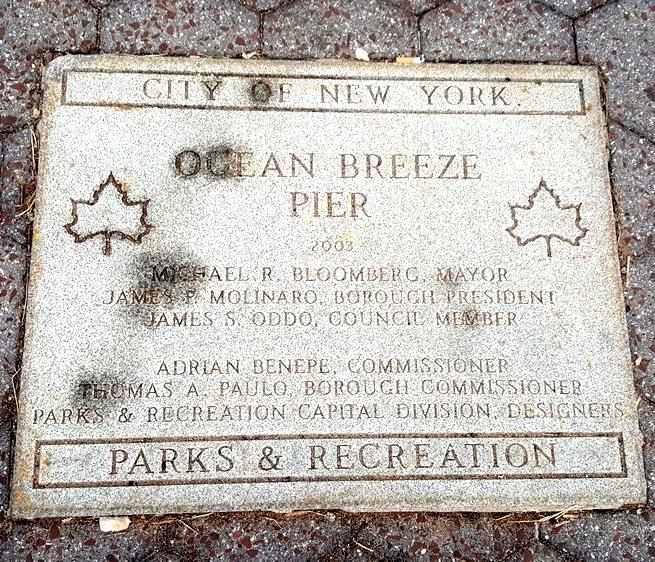 CITY OF NEW YORK.
OCEAN BREEZE
PIER
2003
MICHAEL R. BLOOMBERG, MAYOR
JAMES P. MOLINARO, BOROUGH PRESIDENT
JAMES S. ODDO, COUNCIL MEMBER
ADRIAN BENEPE, COMMISSIONER
THOMAS A. PAULO, BOROUGH COMMISSIONER
PARKS & RECREATION CAPITAL DIVISION, DESIGNERS
PARKS & RECREATION